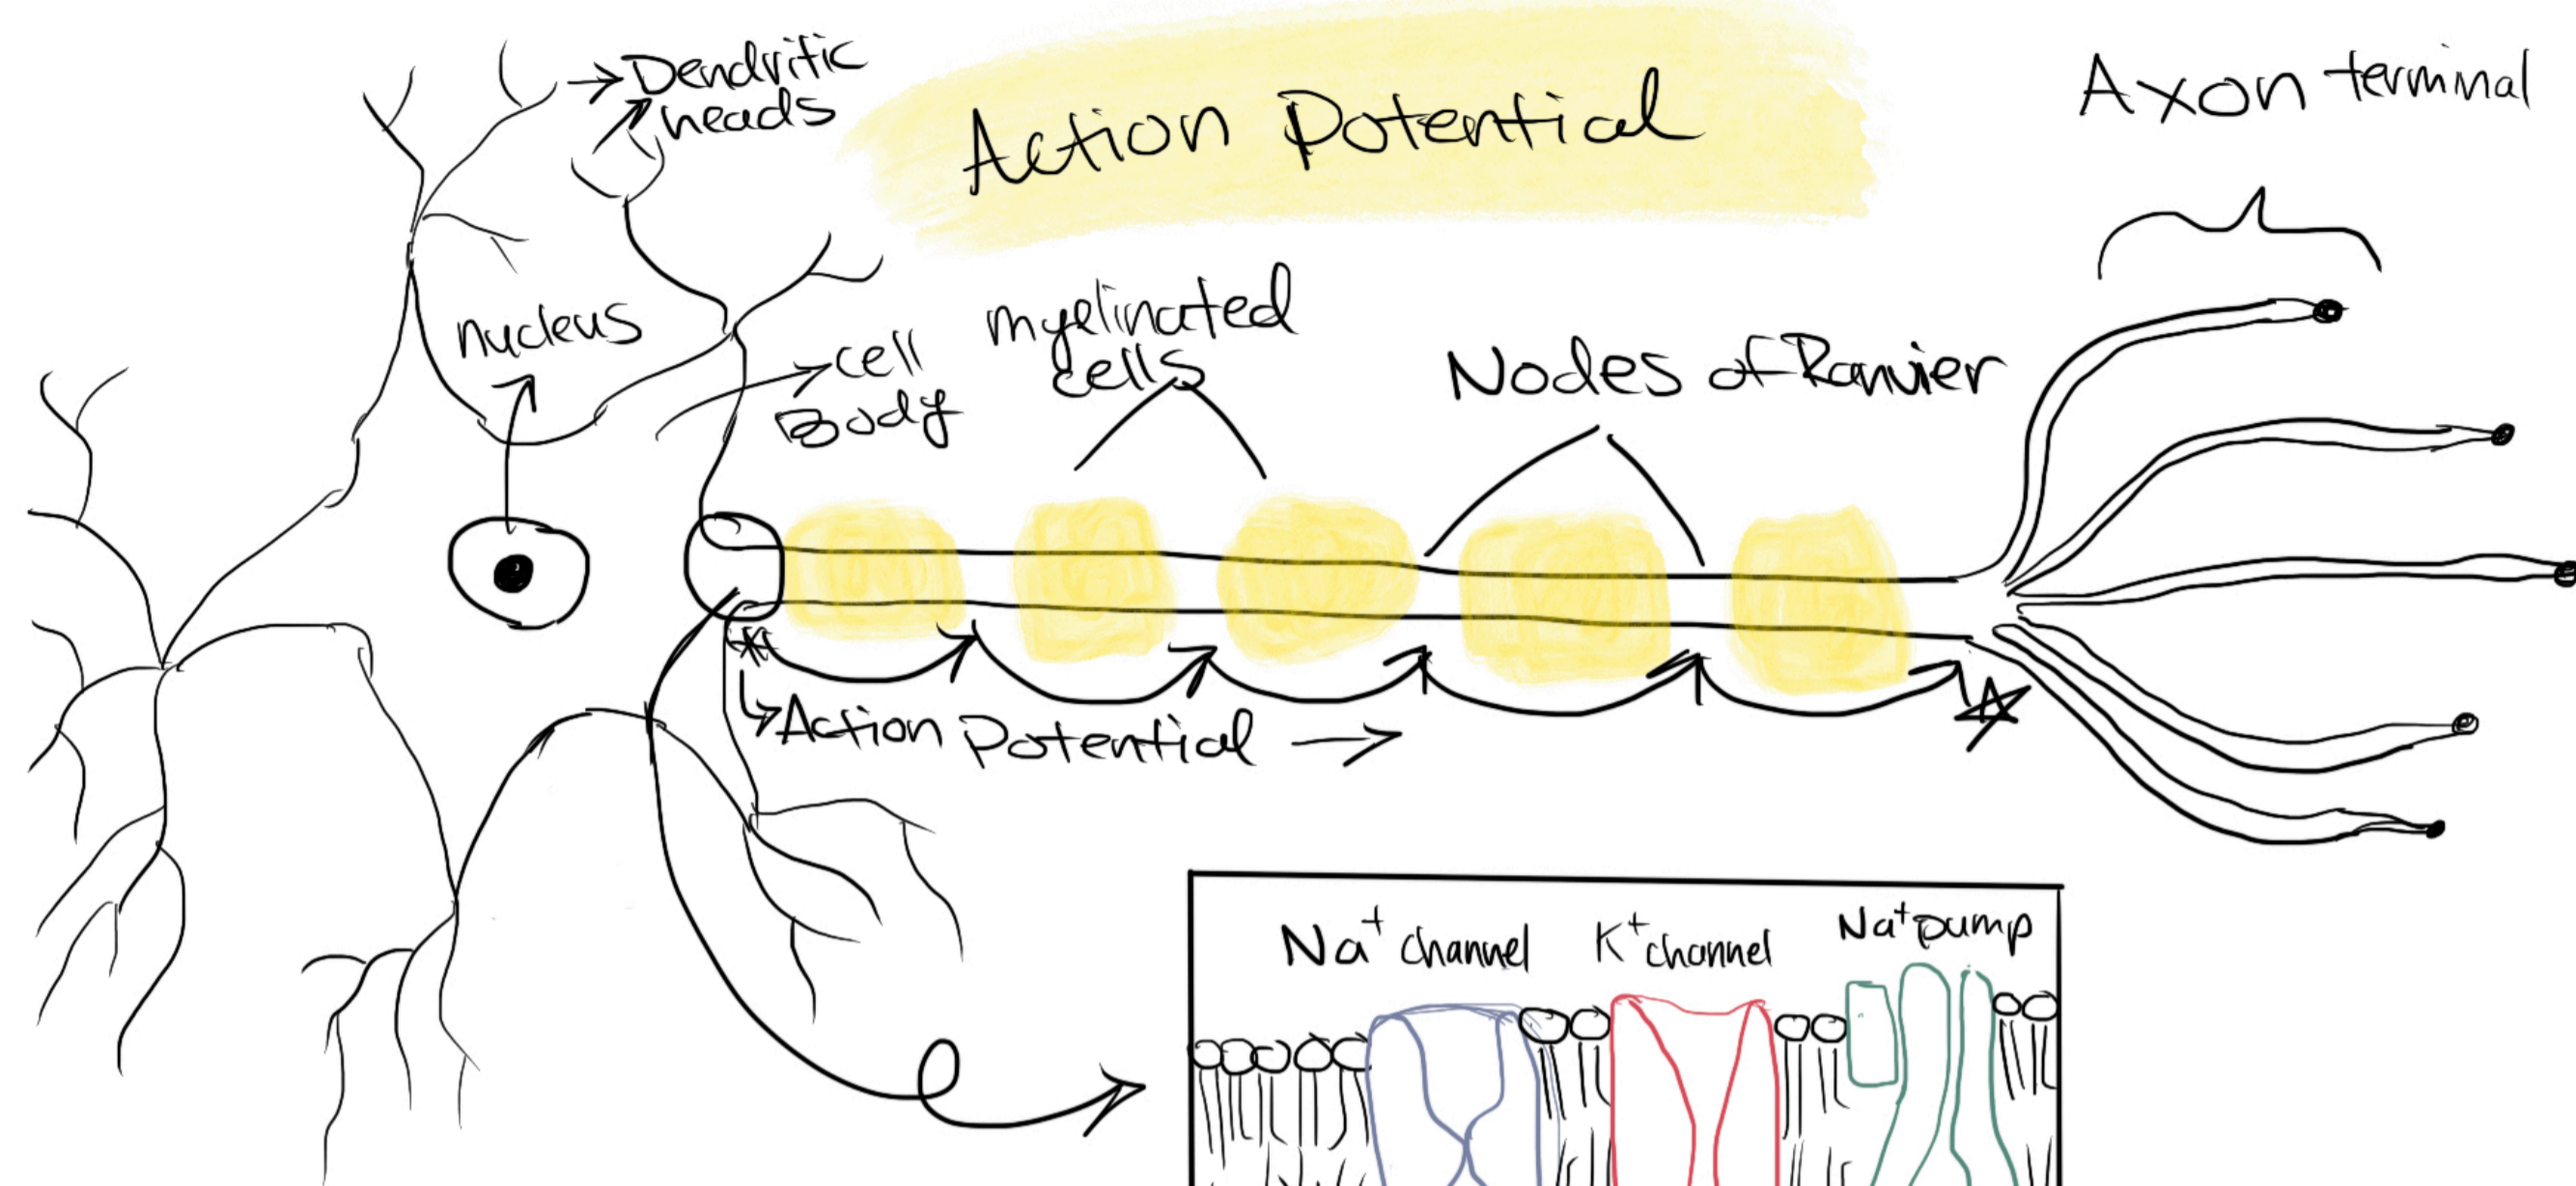 Dendritic
heads
Action Potential
Axon terminal
nucleus
cell
Body
myelinated
cells
Nodes of Ranvier
Action Potential
Na⁺ channel
K⁺ channel
Na⁺ pump